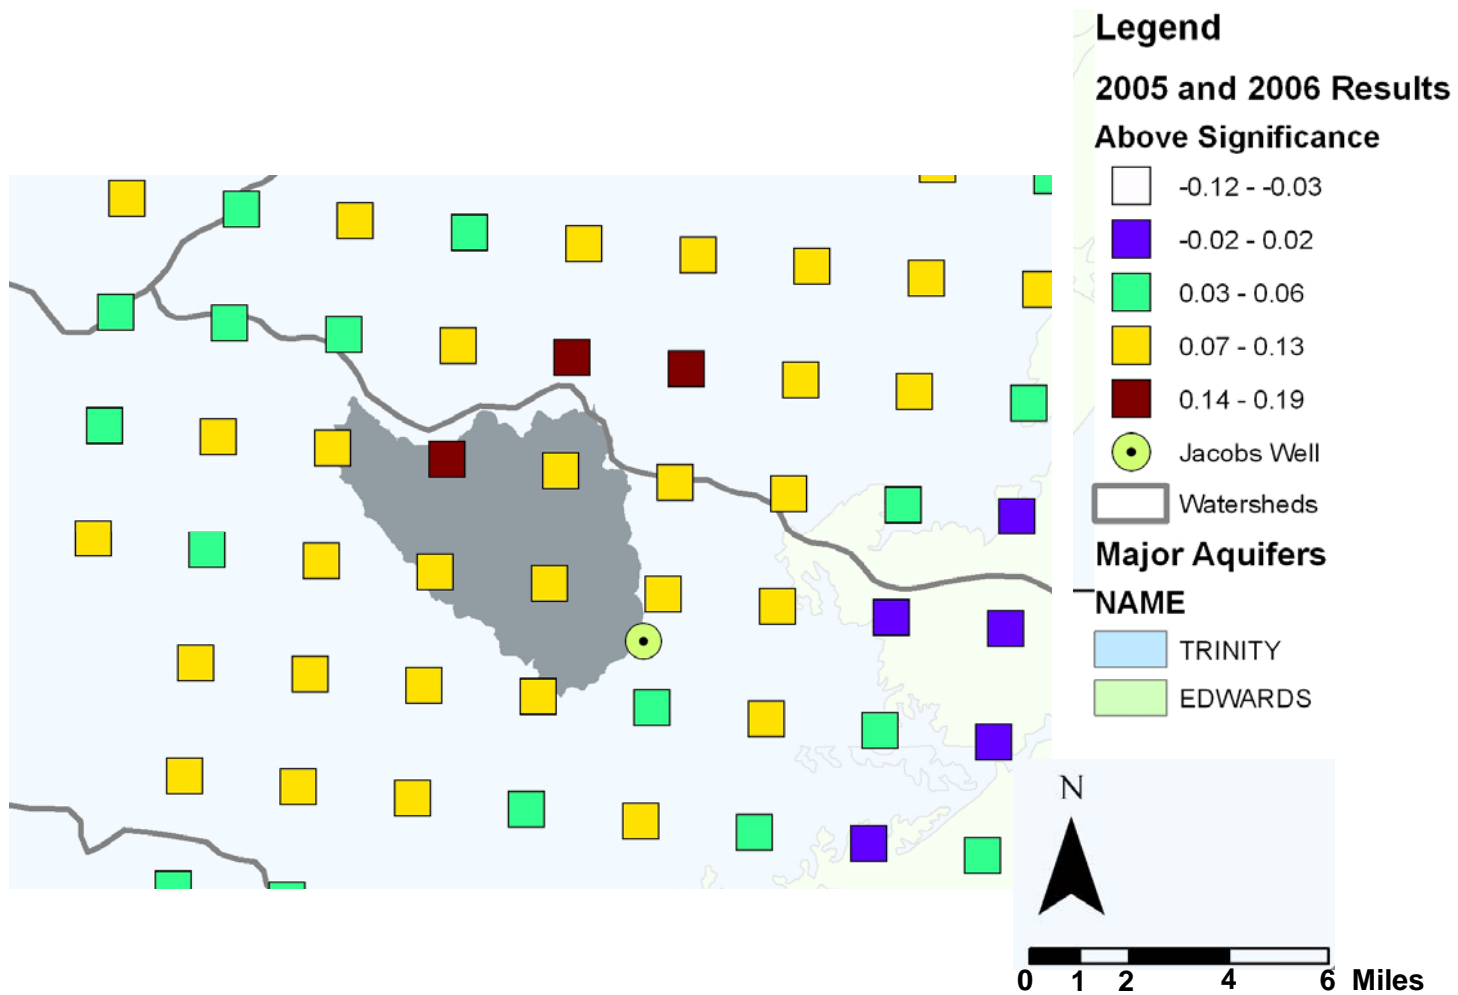 Legend
2005 and 2006 Results
Above Significance
-0.12 - -0.03
-0.02 - 0.02
0.03 - 0.06
0.07 - 0.13
0.14 - 0.19
Jacobs Well
Watersheds
Major Aquifers
NAME
TRINITY
EDWARDS
N
0 1 2 4 6 Miles